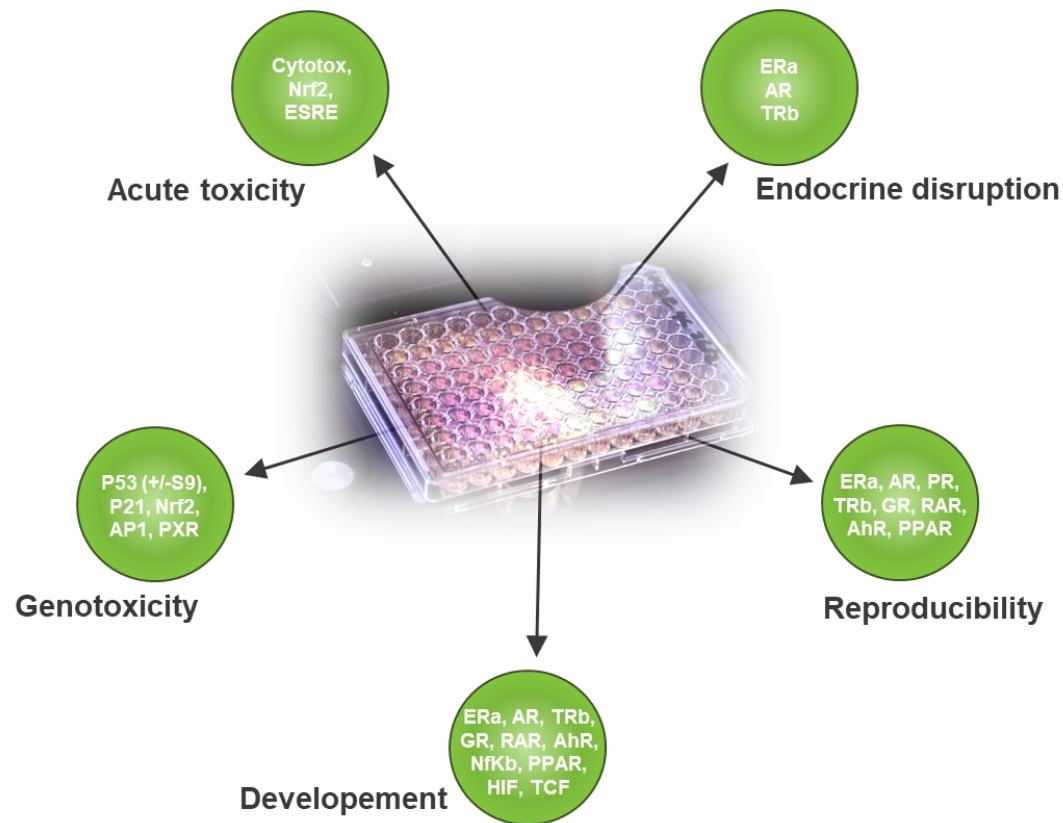 Cytotox,
Nrf2,
ESRE
Acute toxicity
ERa
AR
TRb
Endocrine disruption
P53 (+/-S9),
P21, Nrf2,
AP1, PXR
Genotoxicity
ERa, AR, PR,
TRb, GR, RAR,
AhR, PPAR
Reproducibility
ERa, AR, TRb,
GR, RAR, AhR,
NfKb, PPAR,
HIF, TCF
Developement